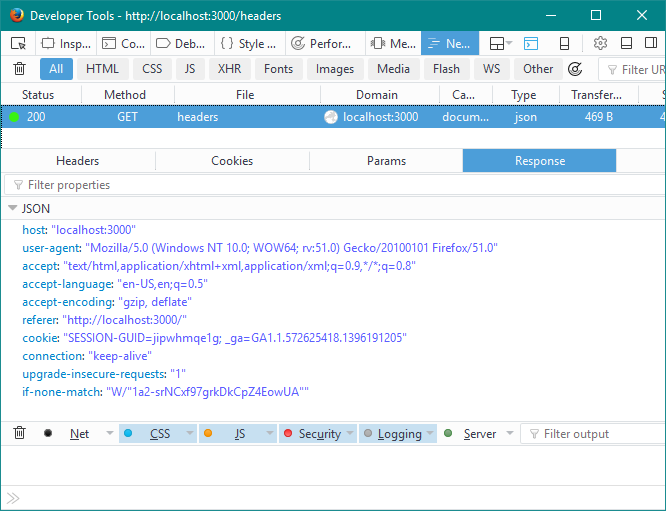 Developer Tools - http://localhost:3000/headers
Insp... Co... Deb... Style ... Perfor... Me... Ne...
All HTML CSS JS XHR Fonts Images Media Flash WS Other Filter UR
Status Method File Domain Ca... Type Transfer... S
200 GET headers localhost:3000 docum... json 469 B 4
Headers Cookies Params Response
Filter properties
JSON
host: "localhost:3000"
user-agent: "Mozilla/5.0 (Windows NT 10.0; WOW64; rv:51.0) Gecko/20100101 Firefox/51.0"
accept: "text/html,application/xhtml+xml,application/xml;q=0.9,*/*;q=0.8"
accept-language: "en-US,en;q=0.5"
accept-encoding: "gzip, deflate"
referer: "http://localhost:3000/"
cookie: "SESSION-GUID=jipwhmqe1g; _ga=GA1.1.572625418.1396191205"
connection: "keep-alive"
upgrade-insecure-requests: "1"
if-none-match: "W/"1a2-srNCxf97grkDkCpZ4EowUA""
Net CSS JS Security Logging Server Filter output